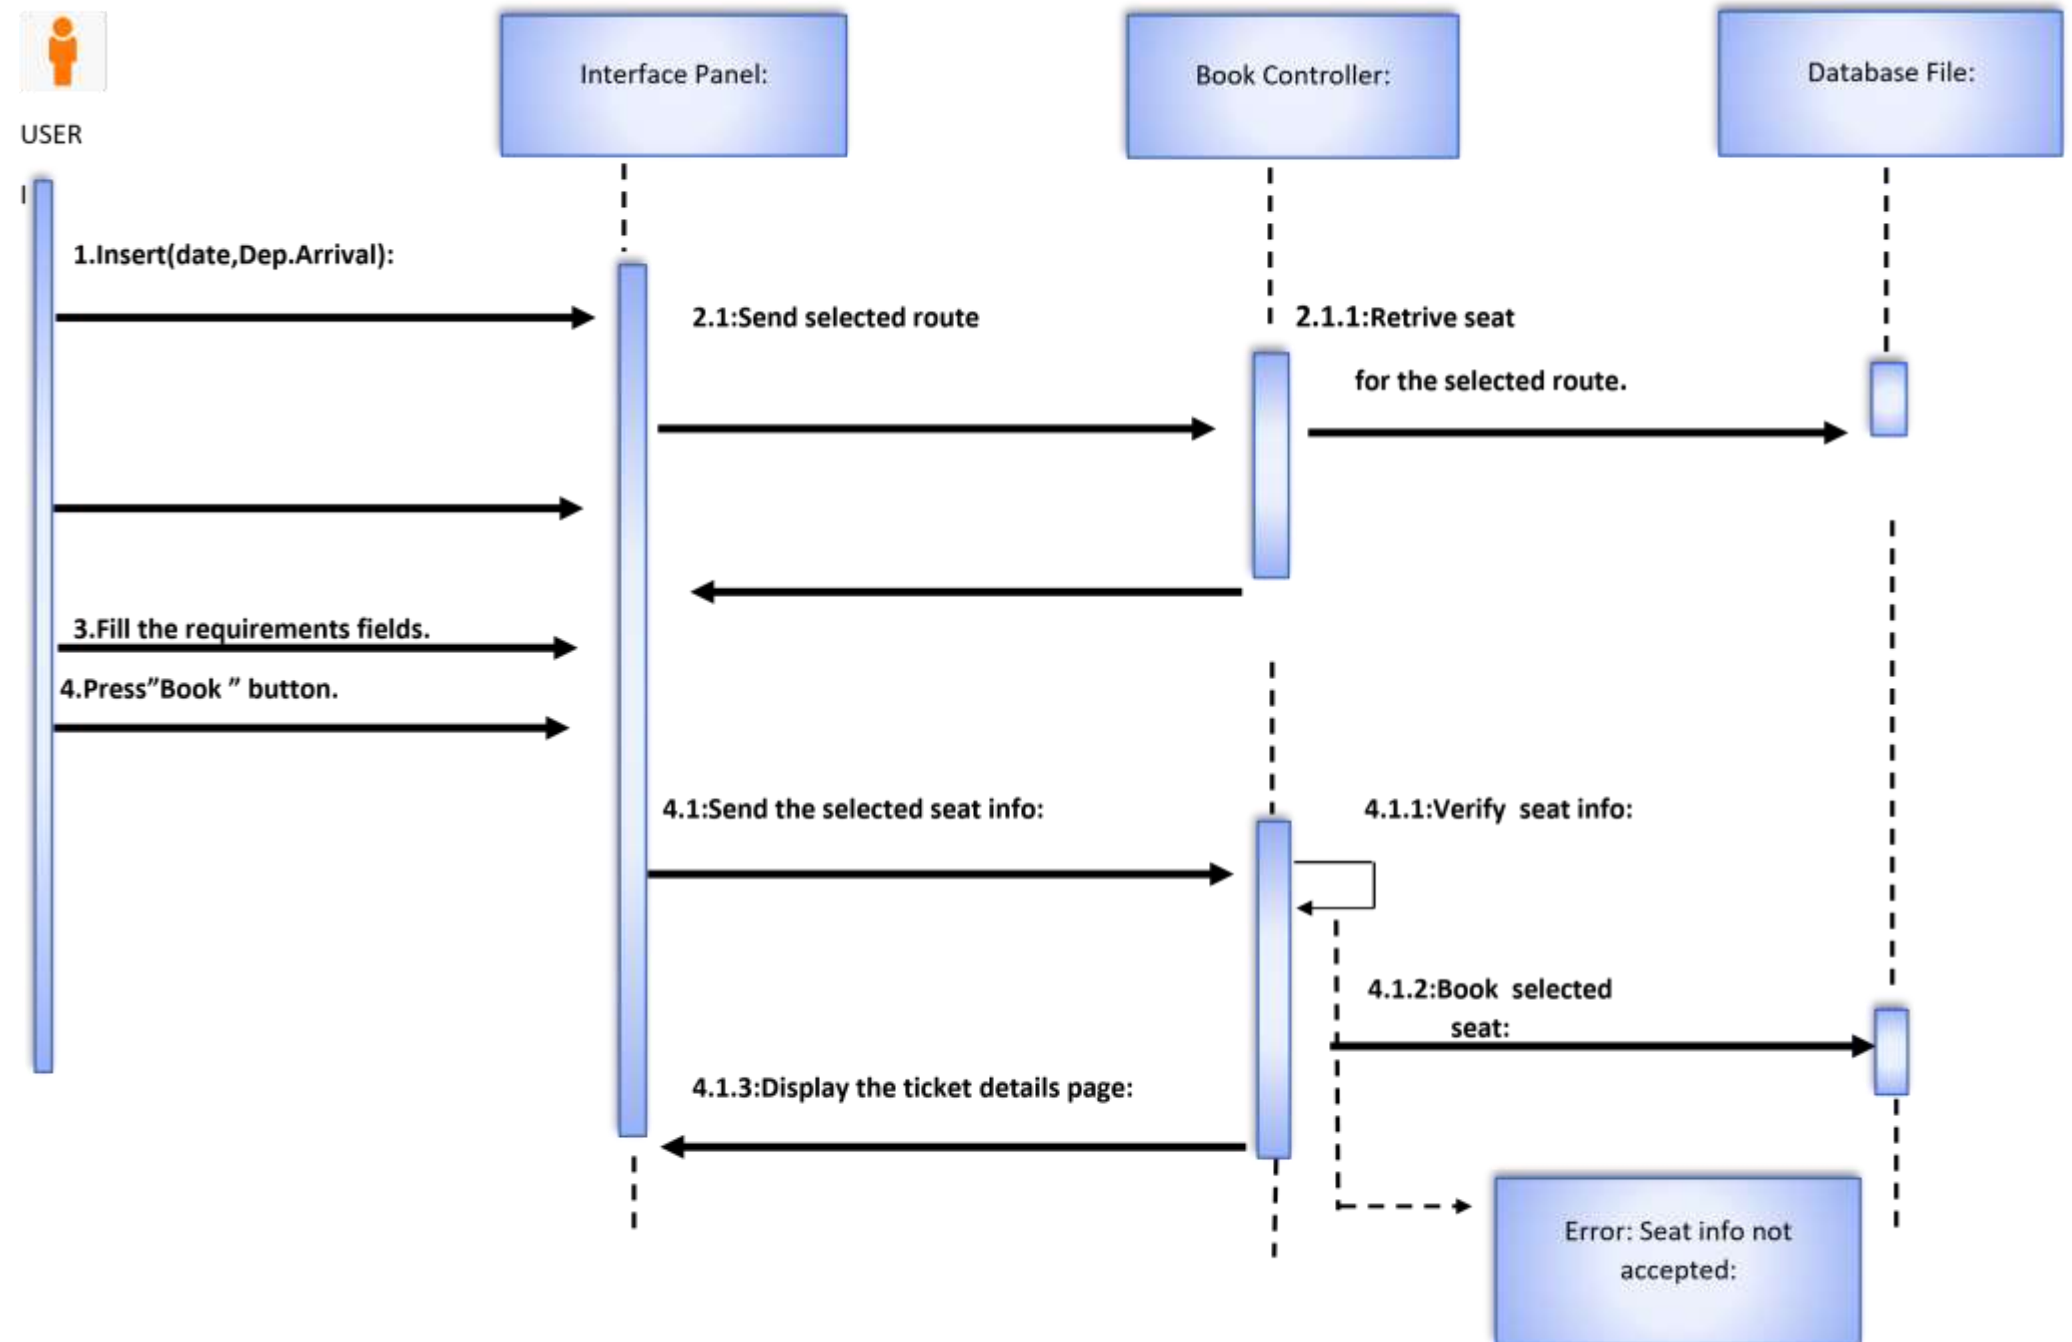 Interface Panel:
Book Controller:
Database File:
USER
I
1.Insert(date,Dep.Arrival):
2.1:Send selected route
2.1.1:Retrive seat
for the selected route.
3.Fill the requirements fields.
4.Press”Book ” button.
4.1:Send the selected seat info:
4.1.1:Verify seat info:
4.1.2:Book selected
seat:
4.1.3:Display the ticket details page:
Error: Seat info not
accepted: